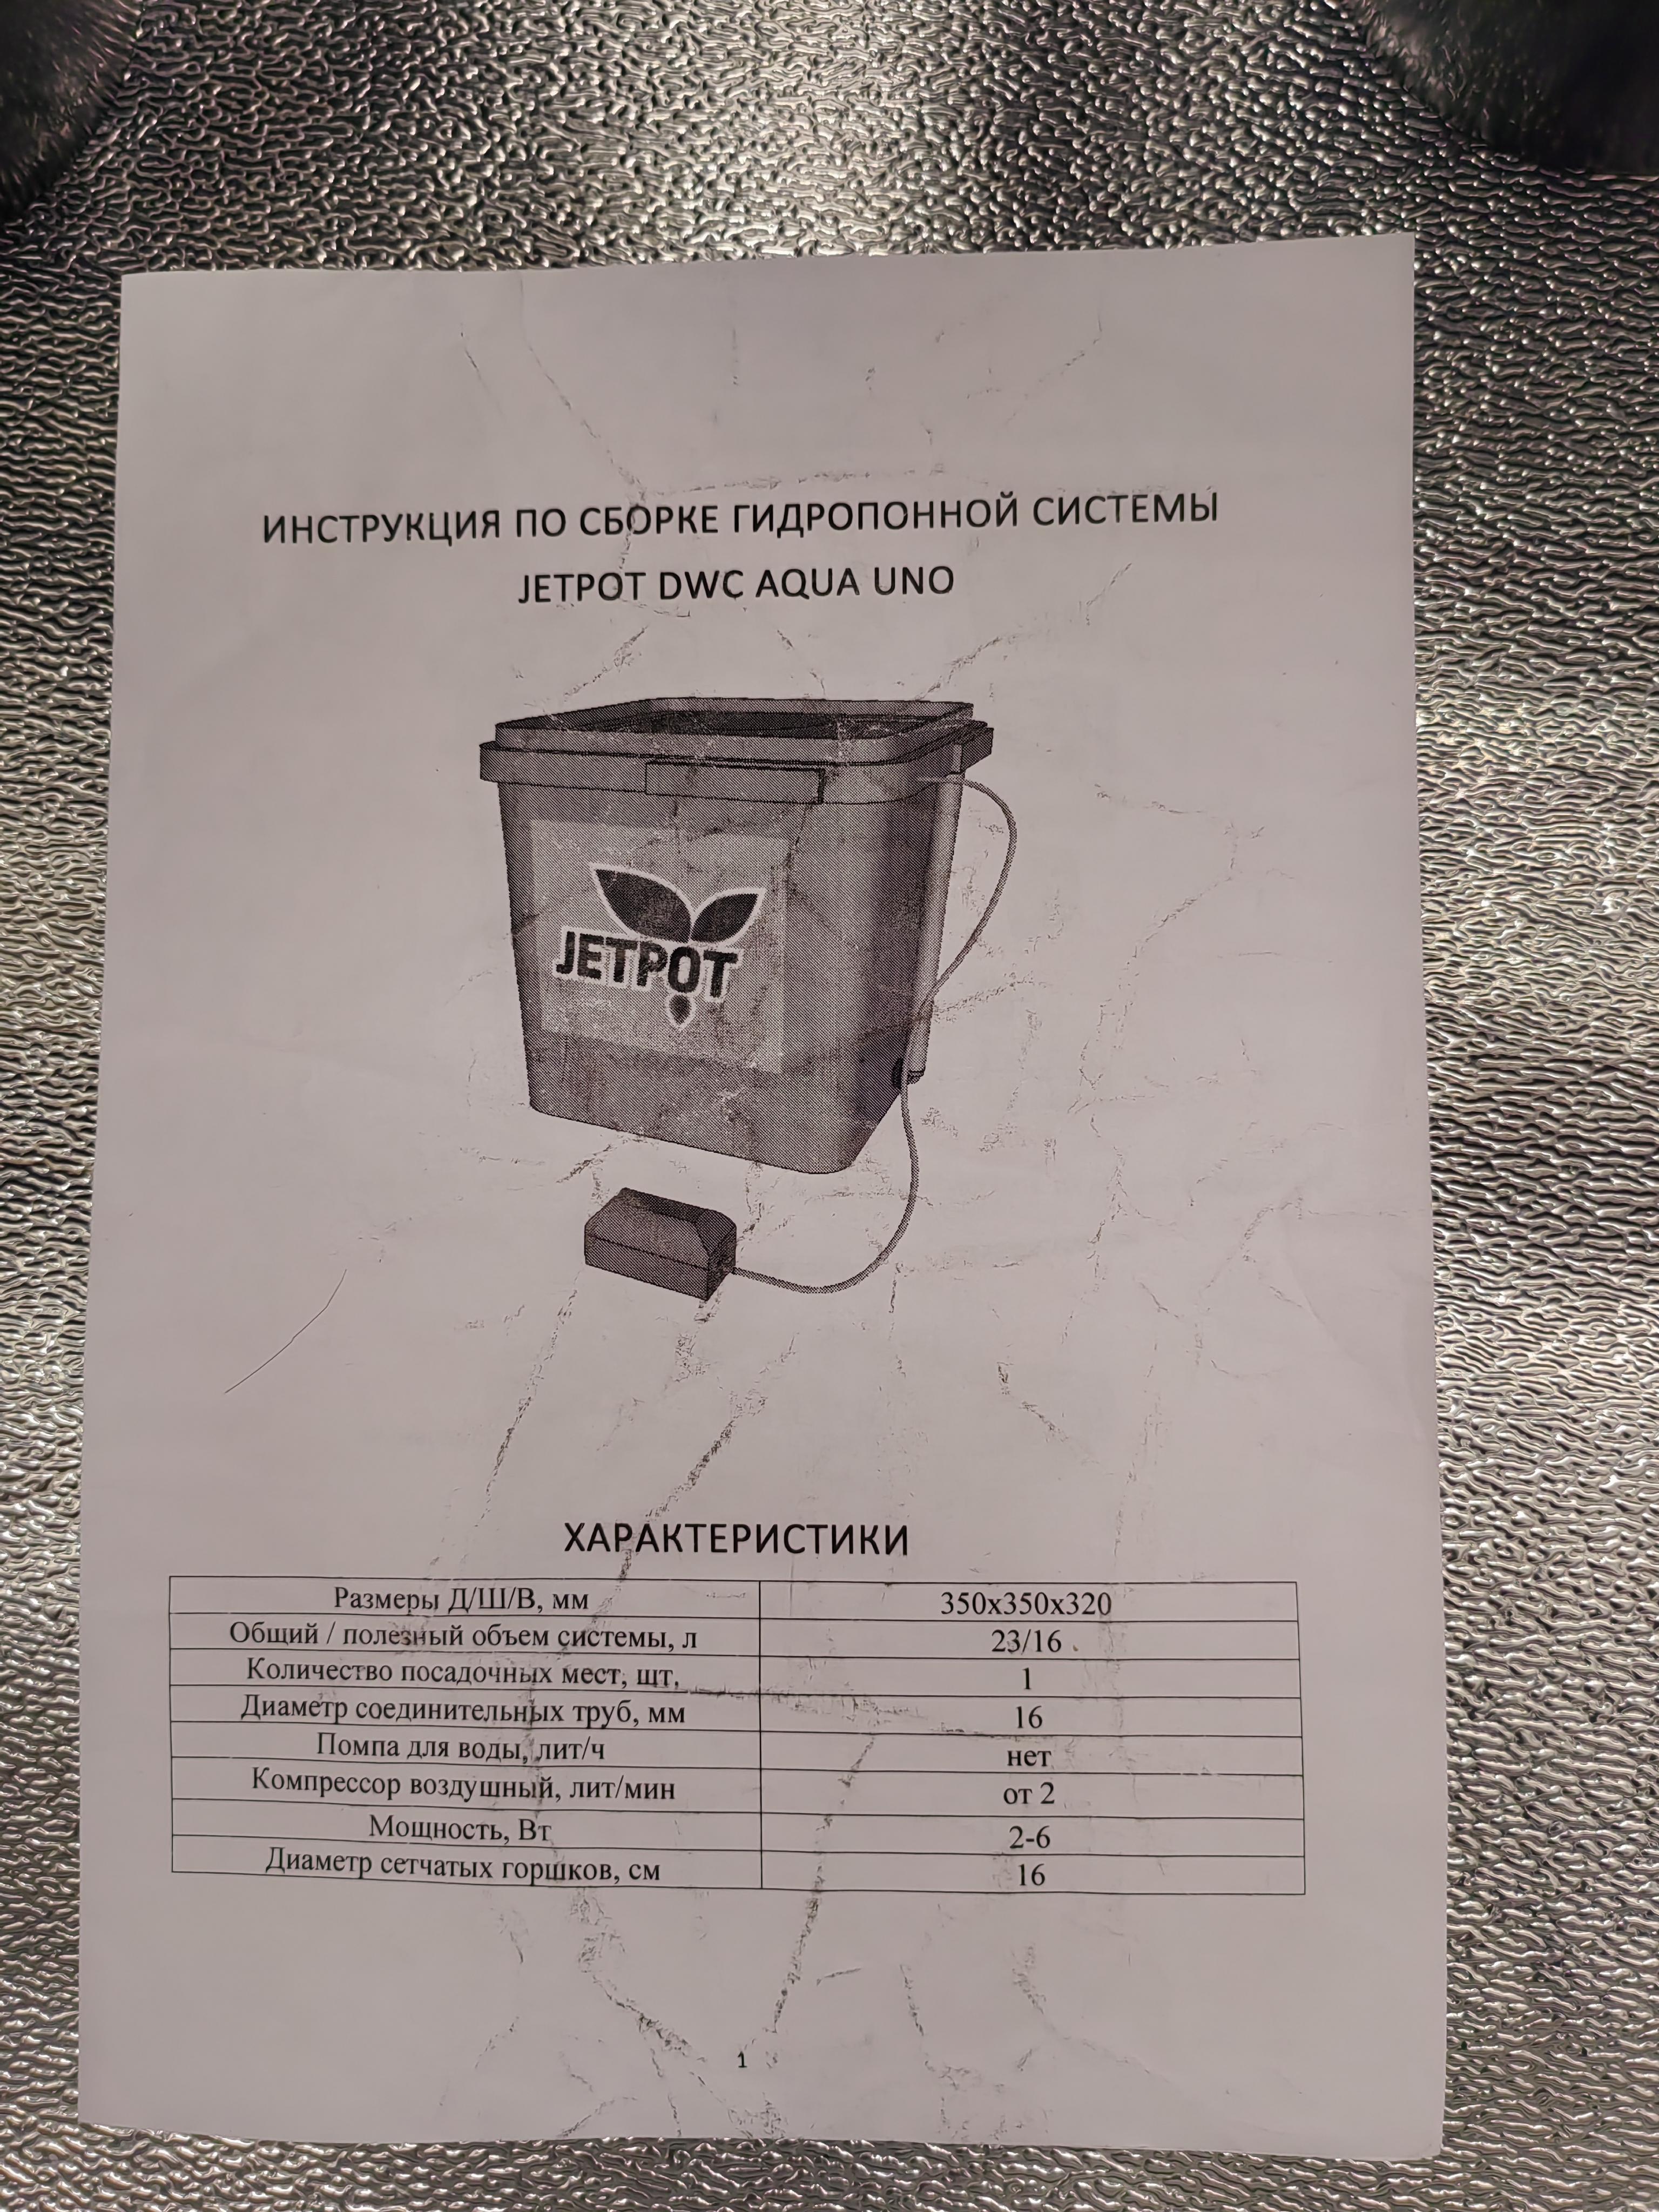 ИНСТРУКЦИЯ ПО СБОРКЕ ГИДРОПОННОЙ СИСТЕМЫ
JETPOT DWC AQUA UNO
JETPOT
ХАРАКТЕРИСТИКИ
Размеры Д/Ш/В, мм 350х350х320
Общий / полезный объем системы, л 23/16
Количество посадочных мест, шт. 1
Диаметр соединительных труб, мм 16
Помпа для воды, лит/ч нет
Компрессор воздушный, лит/мин от 2
Мощность, Вт 2-6
Диаметр сетчатых горшков, см 16
1